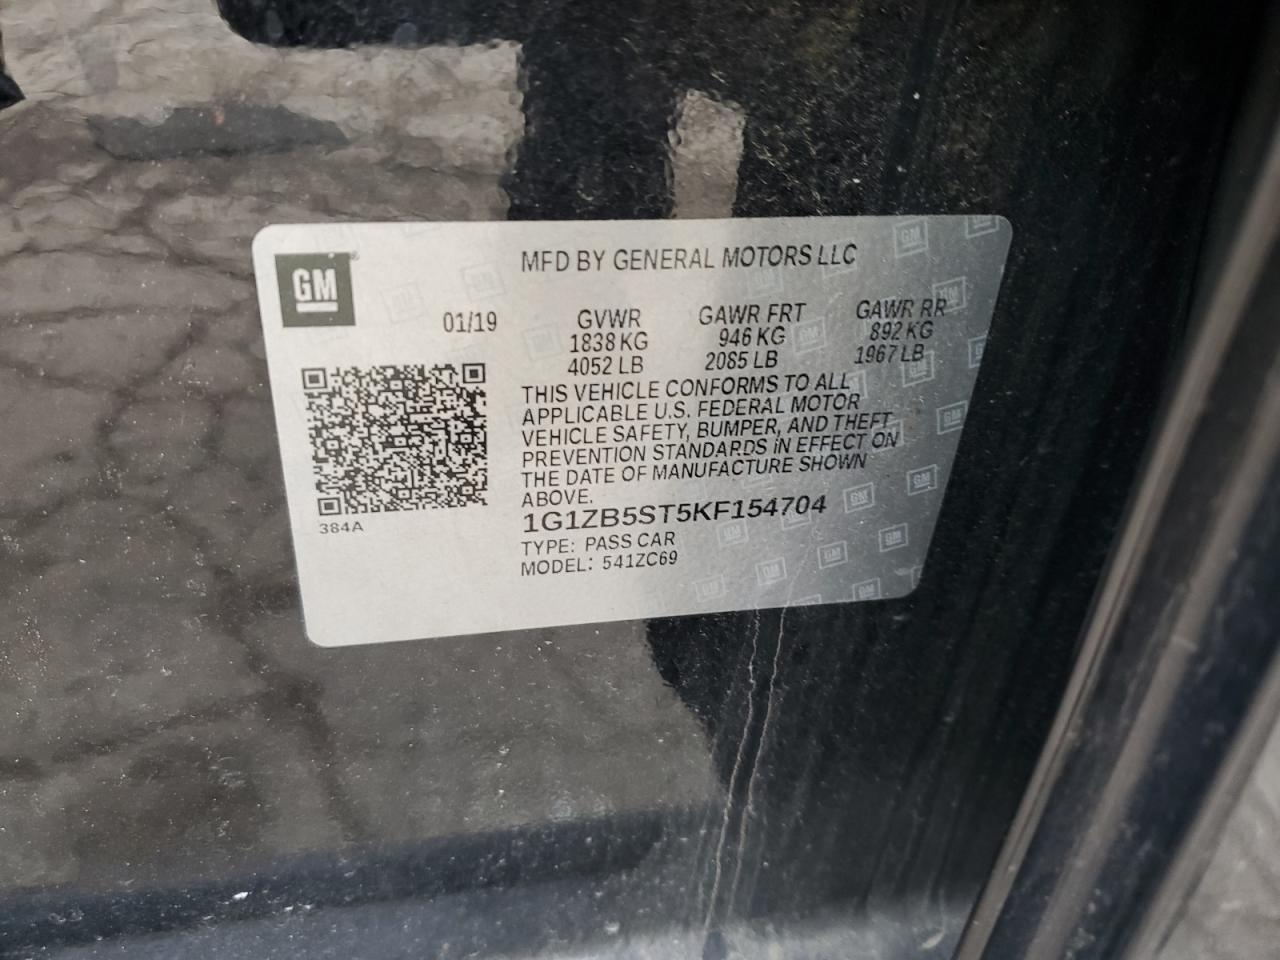 GM
MFD BY GENERAL MOTORS LLC
01/19 GVWR GAWR FRT GAWR RR
1838 KG 946 KG 892 KG
4052 LB 2085 LB 1967 LB
THIS VEHICLE CONFORMS TO ALL
APPLICABLE U.S. FEDERAL MOTOR
VEHICLE SAFETY, BUMPER, AND THEFT
PREVENTION STANDARDS IN EFFECT ON
THE DATE OF MANUFACTURE SHOWN
ABOVE.
1G1ZB5ST5KF154704
384A
TYPE: PASS CAR
MODEL: 541ZC69